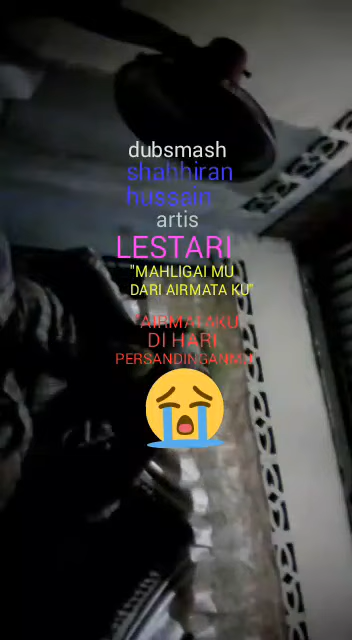 dubsmash
shahhiran
hussain
artis
LESTARI
"MAHLIGAI MU
DARI AIRMATA KU"
"AIRMATAKU
DI HARI
PERSANDINGANMU